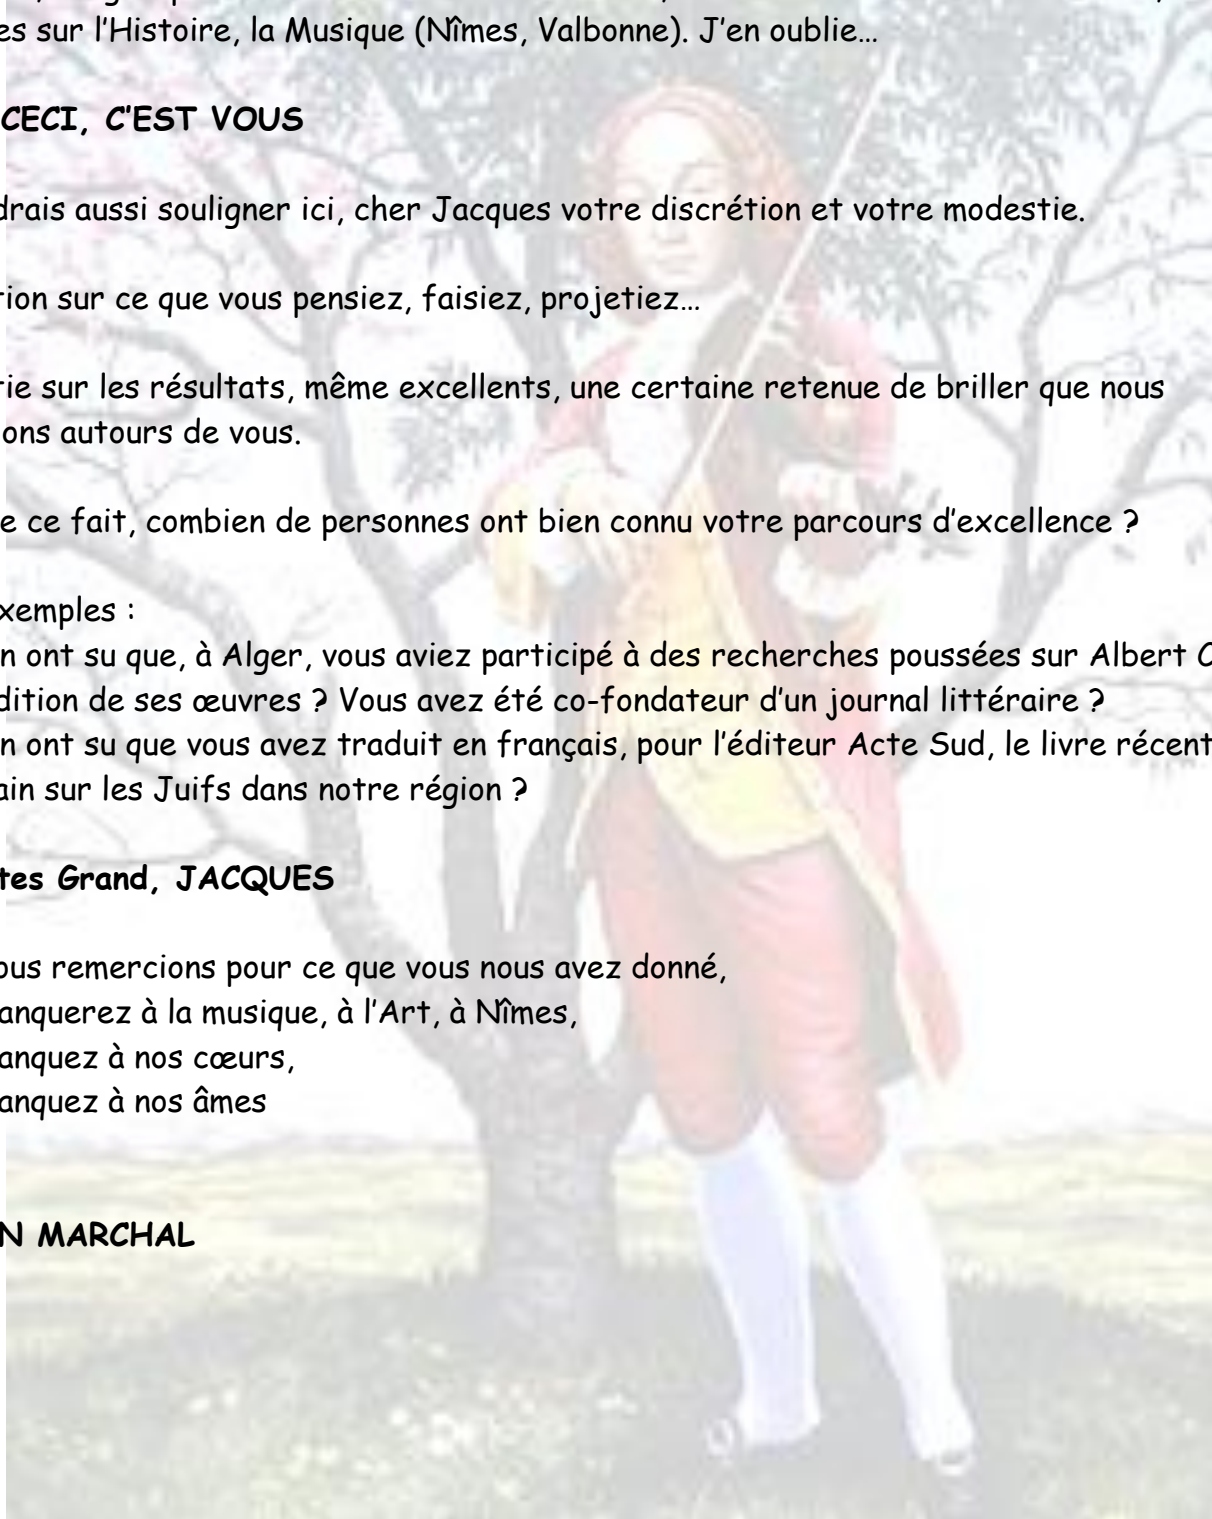 es sur l'Histoire, la Musique (Nîmes, Valbonne). J'en oublie…
CECI, C'EST VOUS
drais aussi souligner ici, cher Jacques votre discrétion et votre modestie.
tion sur ce que vous pensiez, faisiez, projetiez…
tie sur les résultats, même excellents, une certaine retenue de briller que nous
ons autours de vous.
e ce fait, combien de personnes ont bien connu votre parcours d'excellence ?
xemples :
n ont su que, à Alger, vous aviez participé à des recherches poussées sur Albert C
dition de ses œuvres ? Vous avez été co-fondateur d'un journal littéraire ?
n ont su que vous avez traduit en français, pour l'éditeur Acte Sud, le livre récent
ain sur les Juifs dans notre région ?
tes Grand, JACQUES
ous remercions pour ce que vous nous avez donné,
anquerez à la musique, à l'Art, à Nîmes,
anquez à nos cœurs,
anquez à nos âmes
N MARCHAL